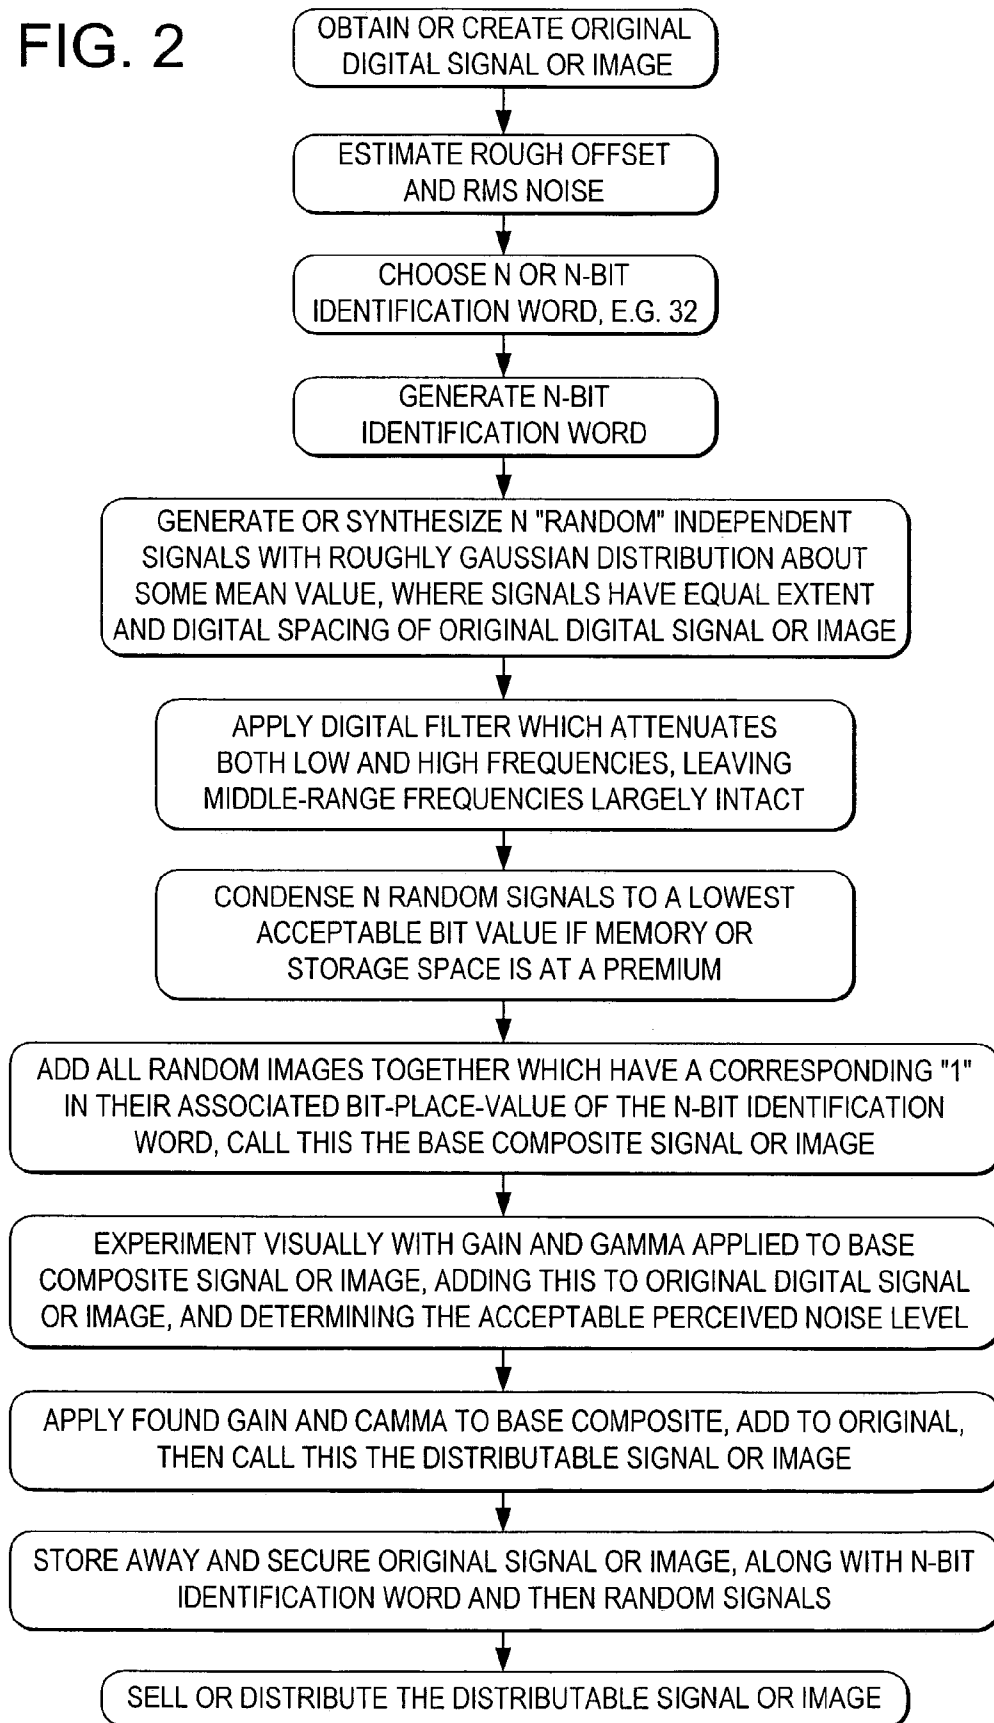 FIG. 2
OBTAIN OR CREATE ORIGINAL
DIGITAL SIGNAL OR IMAGE
ESTIMATE ROUGH OFFSET
AND RMS NOISE
CHOOSE N OR N-BIT
IDENTIFICATION WORD, E.G. 32
GENERATE N-BIT
IDENTIFICATION WORD
GENERATE OR SYNTHESIZE N "RANDOM" INDEPENDENT
SIGNALS WITH ROUGHLY GAUSSIAN DISTRIBUTION ABOUT
SOME MEAN VALUE, WHERE SIGNALS HAVE EQUAL EXTENT
AND DIGITAL SPACING OF ORIGINAL DIGITAL SIGNAL OR IMAGE
APPLY DIGITAL FILTER WHICH ATTENUATES
BOTH LOW AND HIGH FREQUENCIES, LEAVING
MIDDLE-RANGE FREQUENCIES LARGELY INTACT
CONDENSE N RANDOM SIGNALS TO A LOWEST
ACCEPTABLE BIT VALUE IF MEMORY OR
STORAGE SPACE IS AT A PREMIUM
ADD ALL RANDOM IMAGES TOGETHER WHICH HAVE A CORRESPONDING "1"
IN THEIR ASSOCIATED BIT-PLACE-VALUE OF THE N-BIT IDENTIFICATION
WORD, CALL THIS THE BASE COMPOSITE SIGNAL OR IMAGE
EXPERIMENT VISUALLY WITH GAIN AND GAMMA APPLIED TO BASE
COMPOSITE SIGNAL OR IMAGE, ADDING THIS TO ORIGINAL DIGITAL SIGNAL
OR IMAGE, AND DETERMINING THE ACCEPTABLE PERCEIVED NOISE LEVEL
APPLY FOUND GAIN AND CAMMA TO BASE COMPOSITE, ADD TO ORIGINAL,
THEN CALL THIS THE DISTRIBUTABLE SIGNAL OR IMAGE
STORE AWAY AND SECURE ORIGINAL SIGNAL OR IMAGE, ALONG WITH N-BIT
IDENTIFICATION WORD AND THEN RANDOM SIGNALS
SELL OR DISTRIBUTE THE DISTRIBUTABLE SIGNAL OR IMAGE